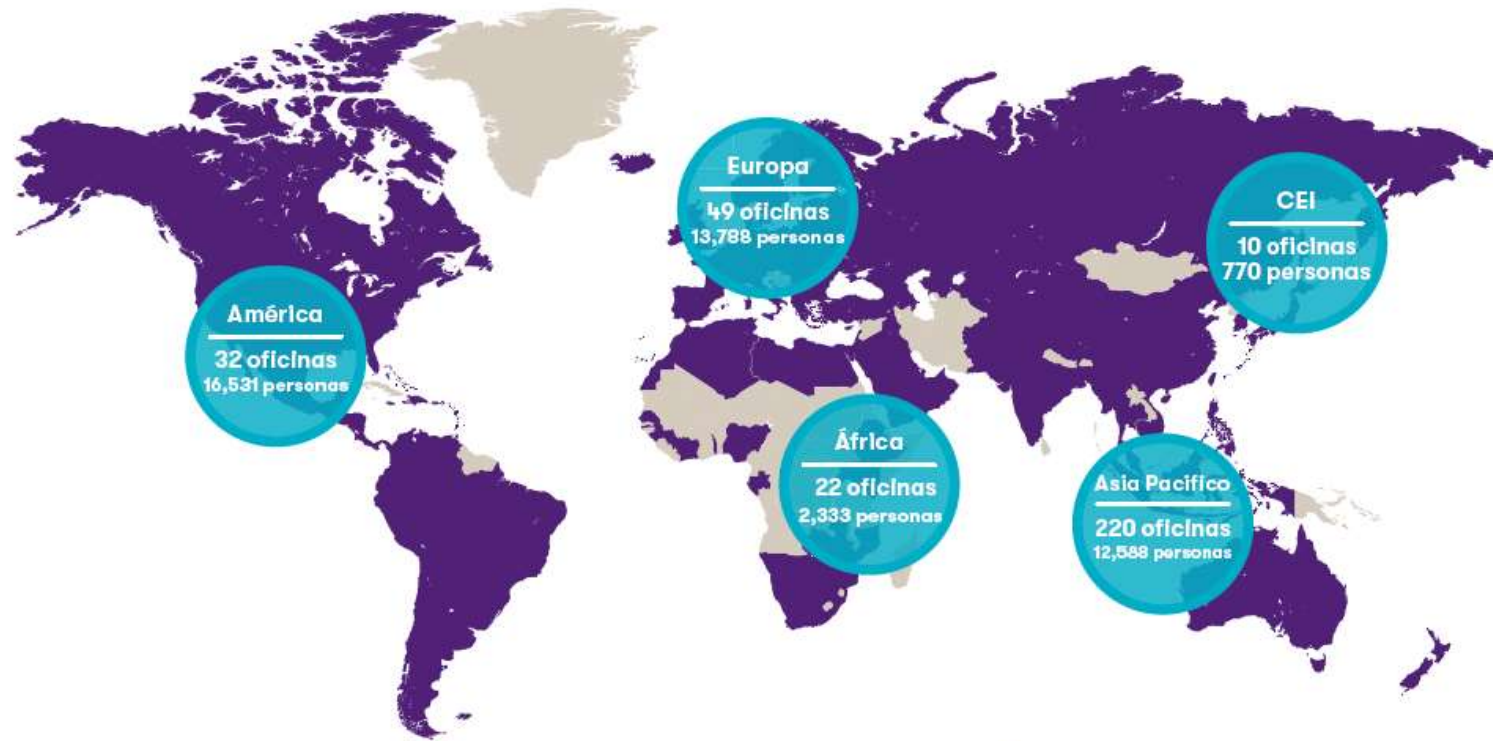 Europa
49 oficinas
13,788 personas
CEI
10 oficinas
770 personas
América
32 oficinas
16,531 personas
África
22 oficinas
2,333 personas
Asia Pacifico
220 oficinas
12,588 personas